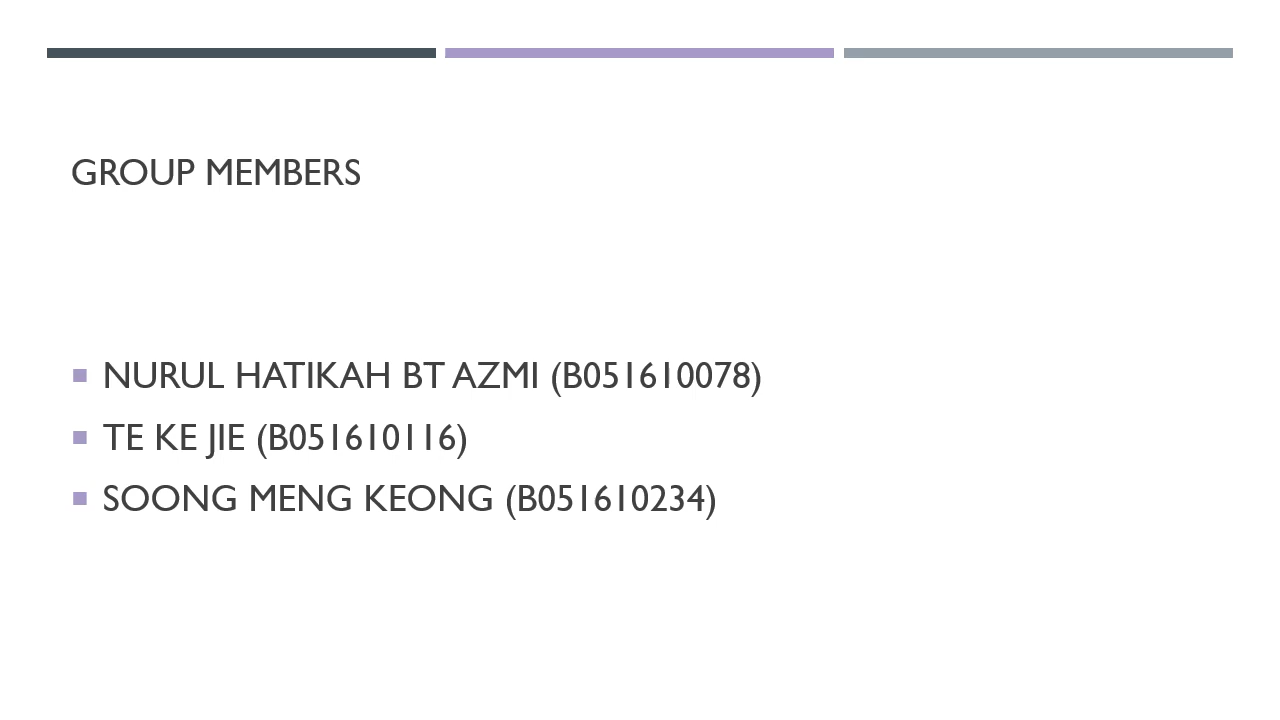 GROUP MEMBERS
NURUL HATIKAH BT AZMI (B051610078)
TE KE JIE (B051610116)
SOONG MENG KEONG (B051610234)